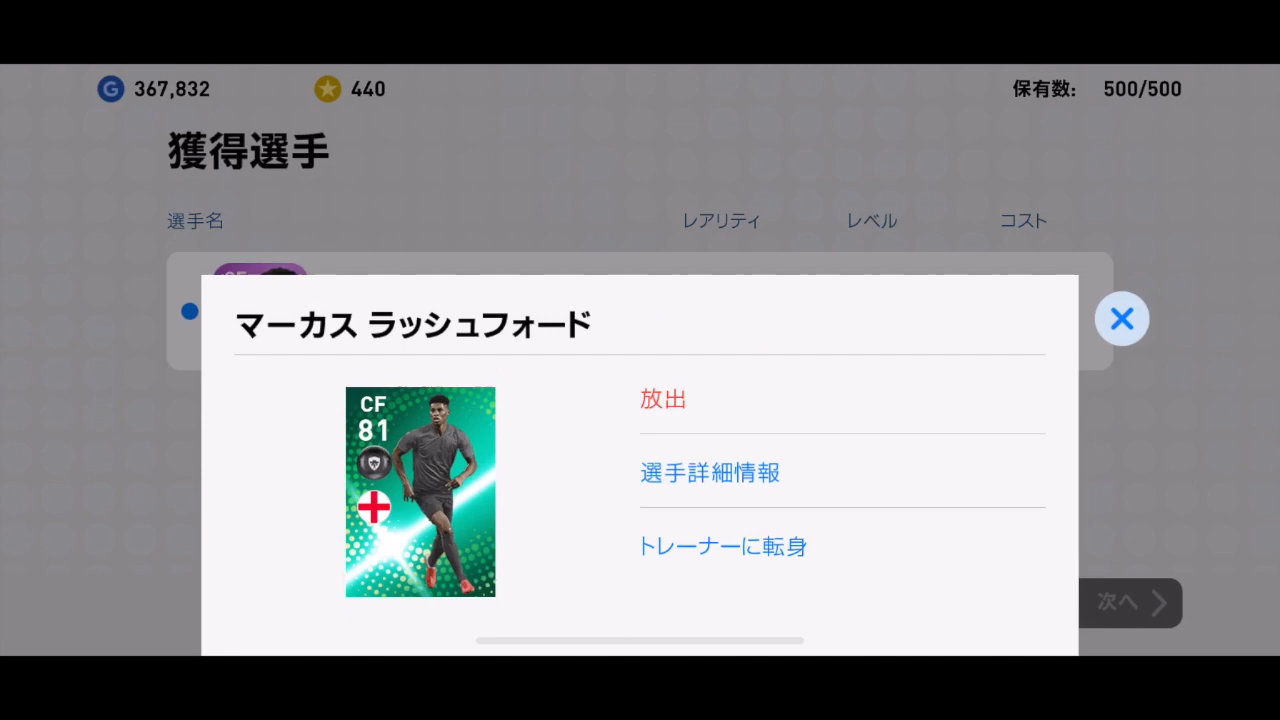 G 367,832 440 保有数: 500/500
獲得選手
選手名 レアリティ レベル コスト
マーカス ラッシュフォード
CF
81
放出
選手詳細情報
トレーナーに転身
次へ